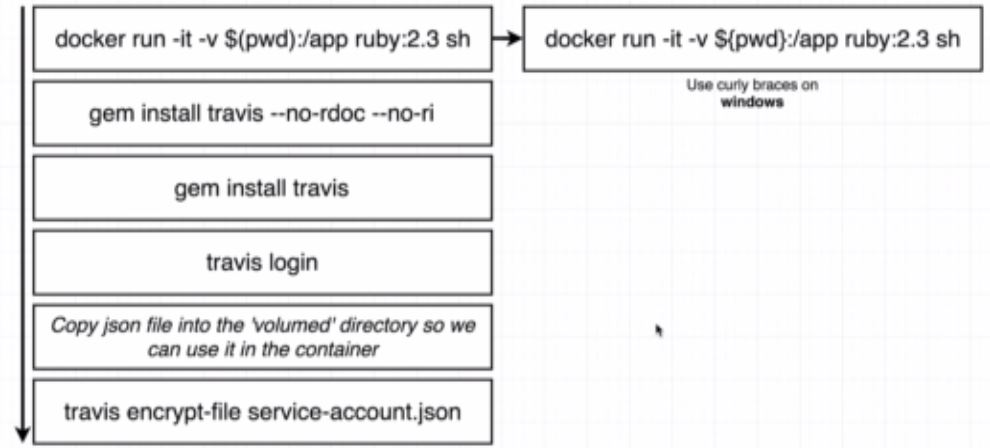 docker run -it -v $(pwd):/app ruby:2.3 sh
docker run -it -v ${pwd}:/app ruby:2.3 sh
Use curly braces on
windows
gem install travis --no-rdoc --no-ri
gem install travis
travis login
Copy json file into the 'volumed' directory so we
can use it in the container
travis encrypt-file service-account.json